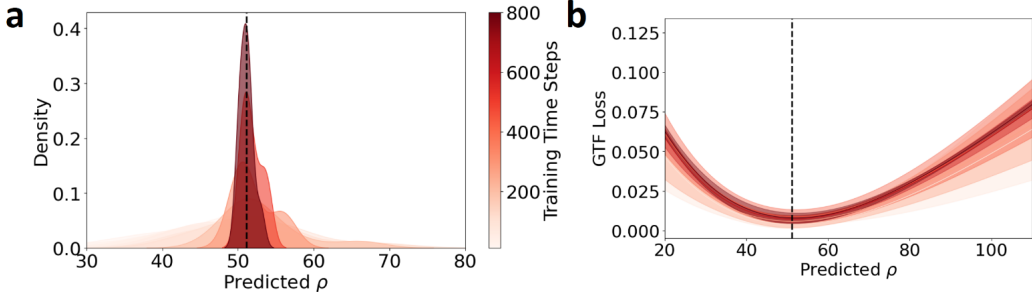 a
0.4
0.3
0.2
0.1
0.0
Density
30 40 50 60 70 80
Predicted ρ
800
600
400
200
Training Time Steps
b
0.125
0.100
0.075
0.050
0.025
0.000
GTF Loss
20 40 60 80 100
Predicted ρ